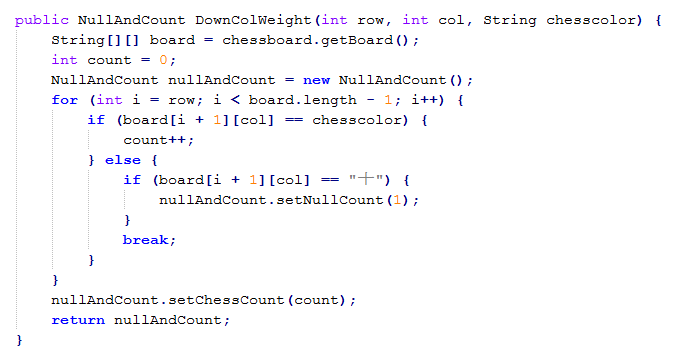 public NullAndCount DownColWeight(int row, int col, String chesscolor) {
    String[][] board = chessboard.getBoard();
    int count = 0;
    NullAndCount nullAndCount = new NullAndCount();
    for (int i = row; i < board.length - 1; i++) {
        if (board[i + 1][col] == chesscolor) {
            count++;
        } else {
            if (board[i + 1][col] == "十") {
                nullAndCount.setNullCount(1);
            }
            break;
        }
    }
    nullAndCount.setChessCount(count);
    return nullAndCount;
}